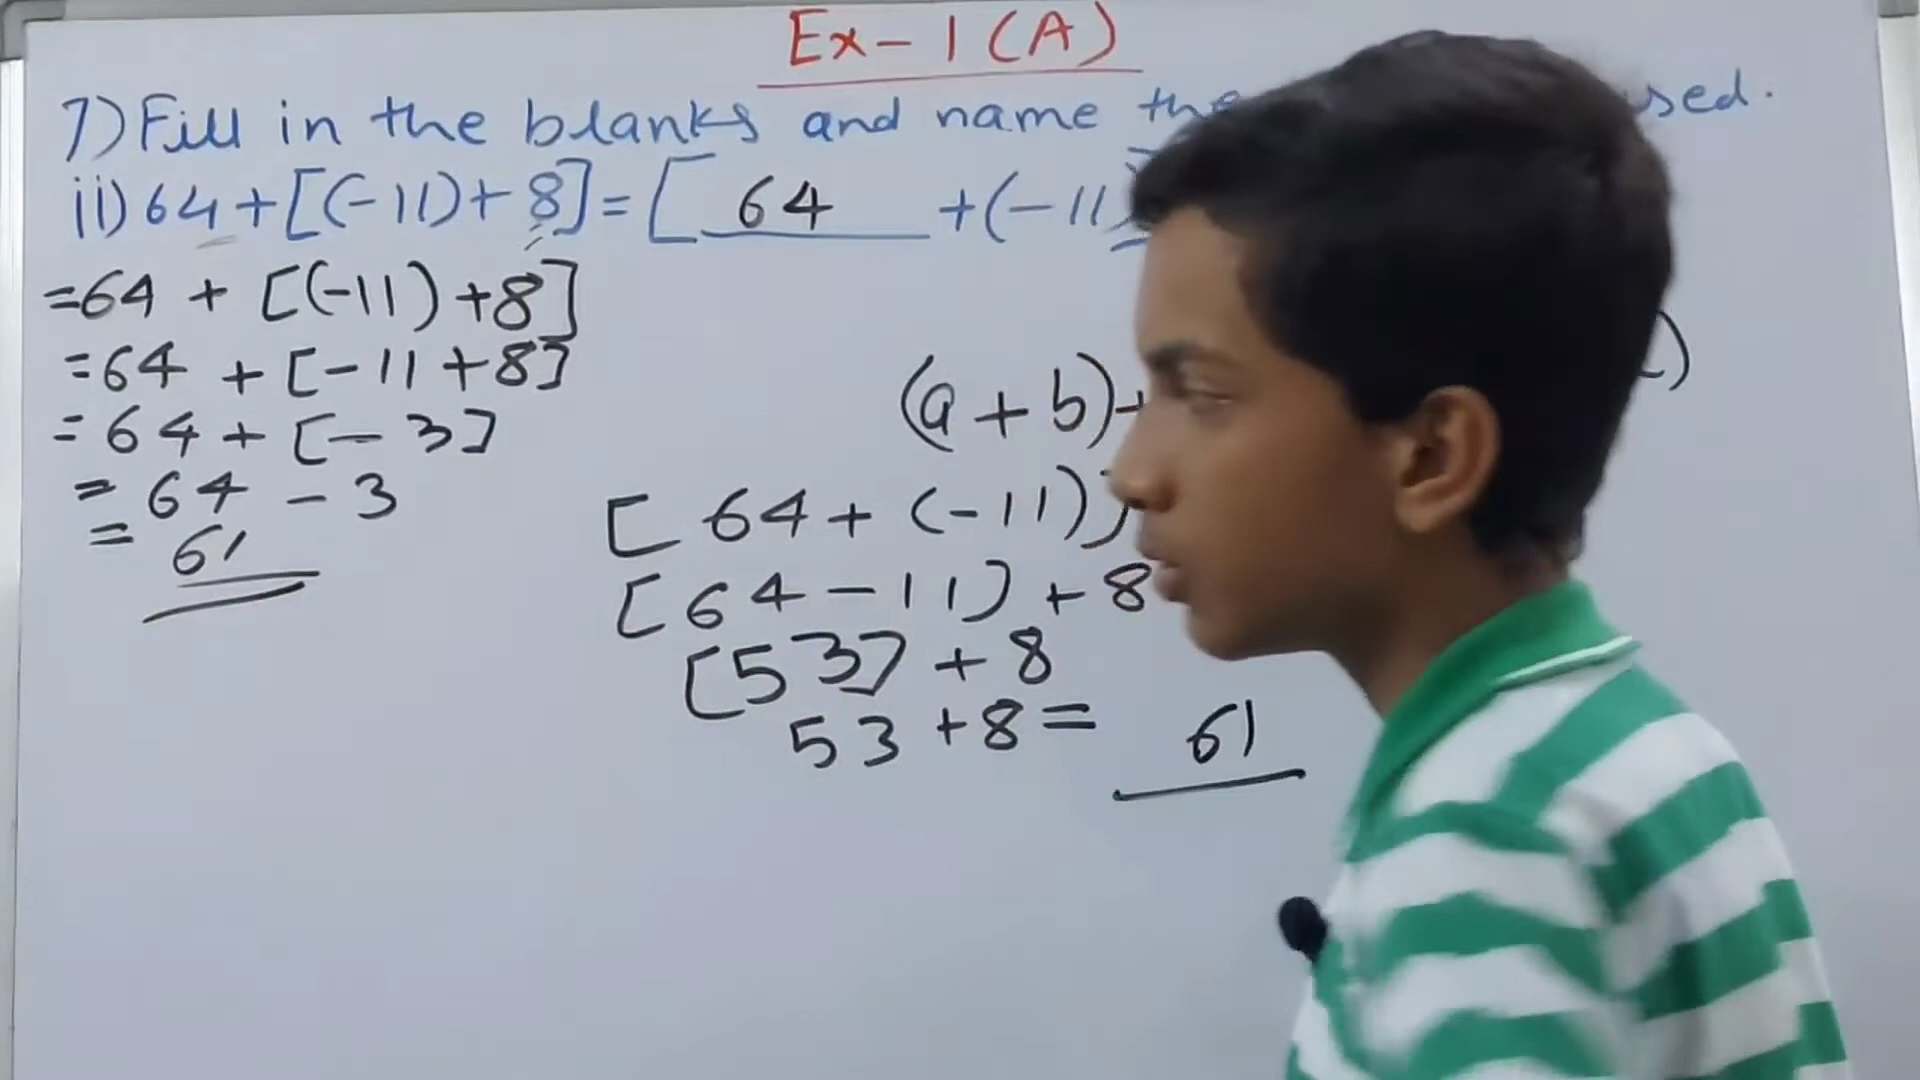 Ex-1(A)
7) Fill in the blanks and name the used.
ii) 64+[(-11)+8]=[ 64 +(-11)
=64 + [(-11)+8]
=64 + [-11+8]
=64+[-3]
= 64 - 3
= 61
(a+b)+ )
[ 64+(-11)]
[64-11]+8
[53]+8
53+8= 61